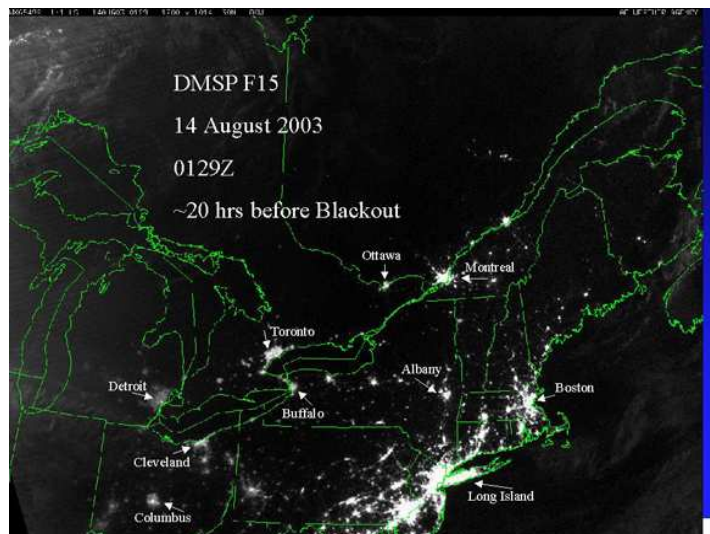 DMSP F15
14 August 2003
0129Z
~20 hrs before Blackout
Ottawa
Montreal
Toronto
Albany
Detroit
Boston
Buffalo
Cleveland
Long Island
Columbus